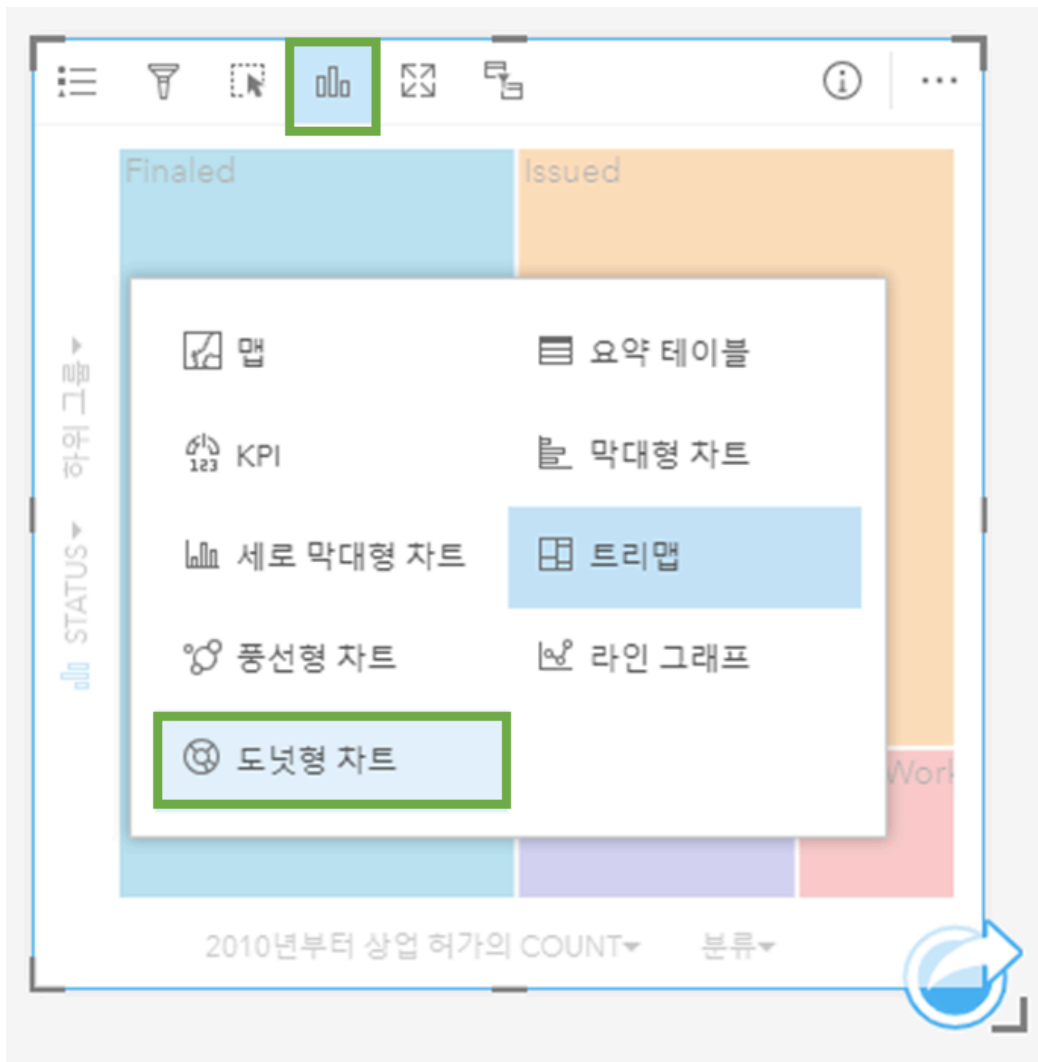 Finaled
Issued
맵
요약 테이블
123 KPI
막대형 차트
세로 막대형 차트
트리맵
풍선형 차트
라인 그래프
도넛형 차트
Work
하위 그룹
STATUS
2010년부터 상업 허가의 COUNT
분류